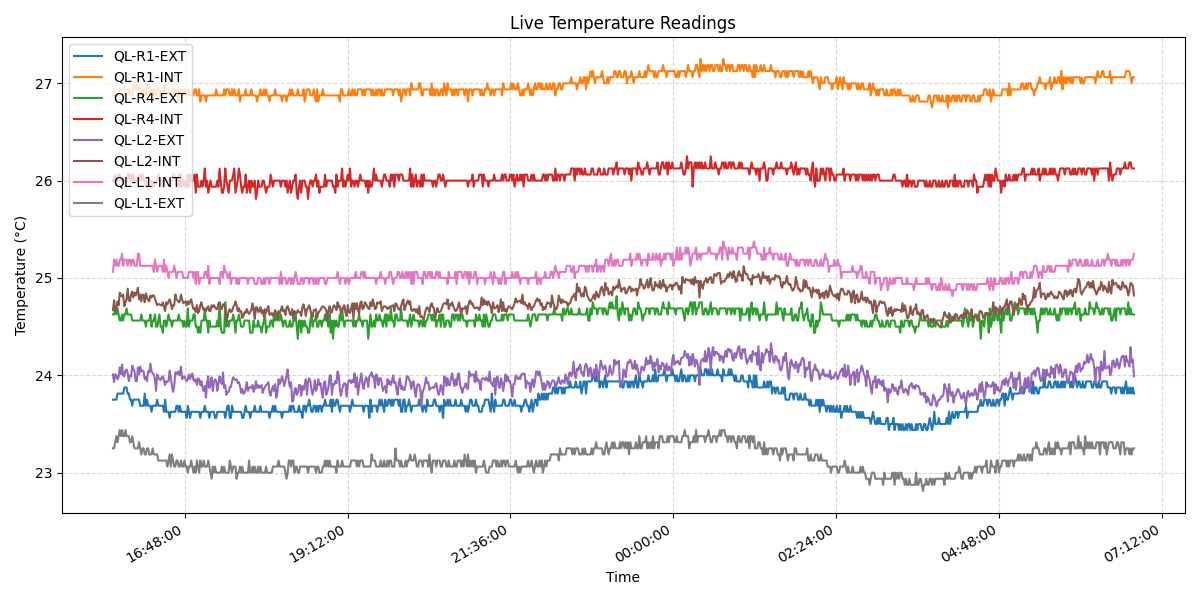 Live Temperature Readings
QL-R1-EXT
QL-R1-INT
QL-R4-EXT
QL-R4-INT
QL-L2-EXT
QL-L2-INT
QL-L1-INT
QL-L1-EXT
27
26
25
24
23
Temperature (°C)
16:48:00
19:12:00
21:36:00
00:00:00
02:24:00
04:48:00
07:12:00
Time